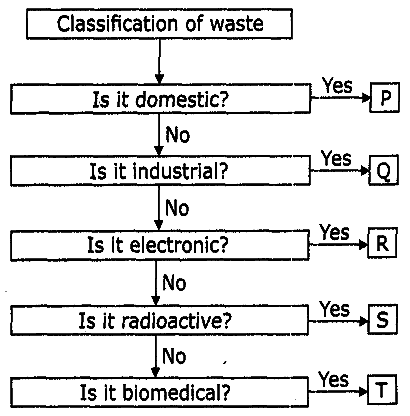 Classification of waste
Is it domestic? Yes P
No
Is it industrial? Yes Q
No
Is it electronic? Yes R
No
Is it radioactive? Yes S
No
Is it biomedical? Yes T